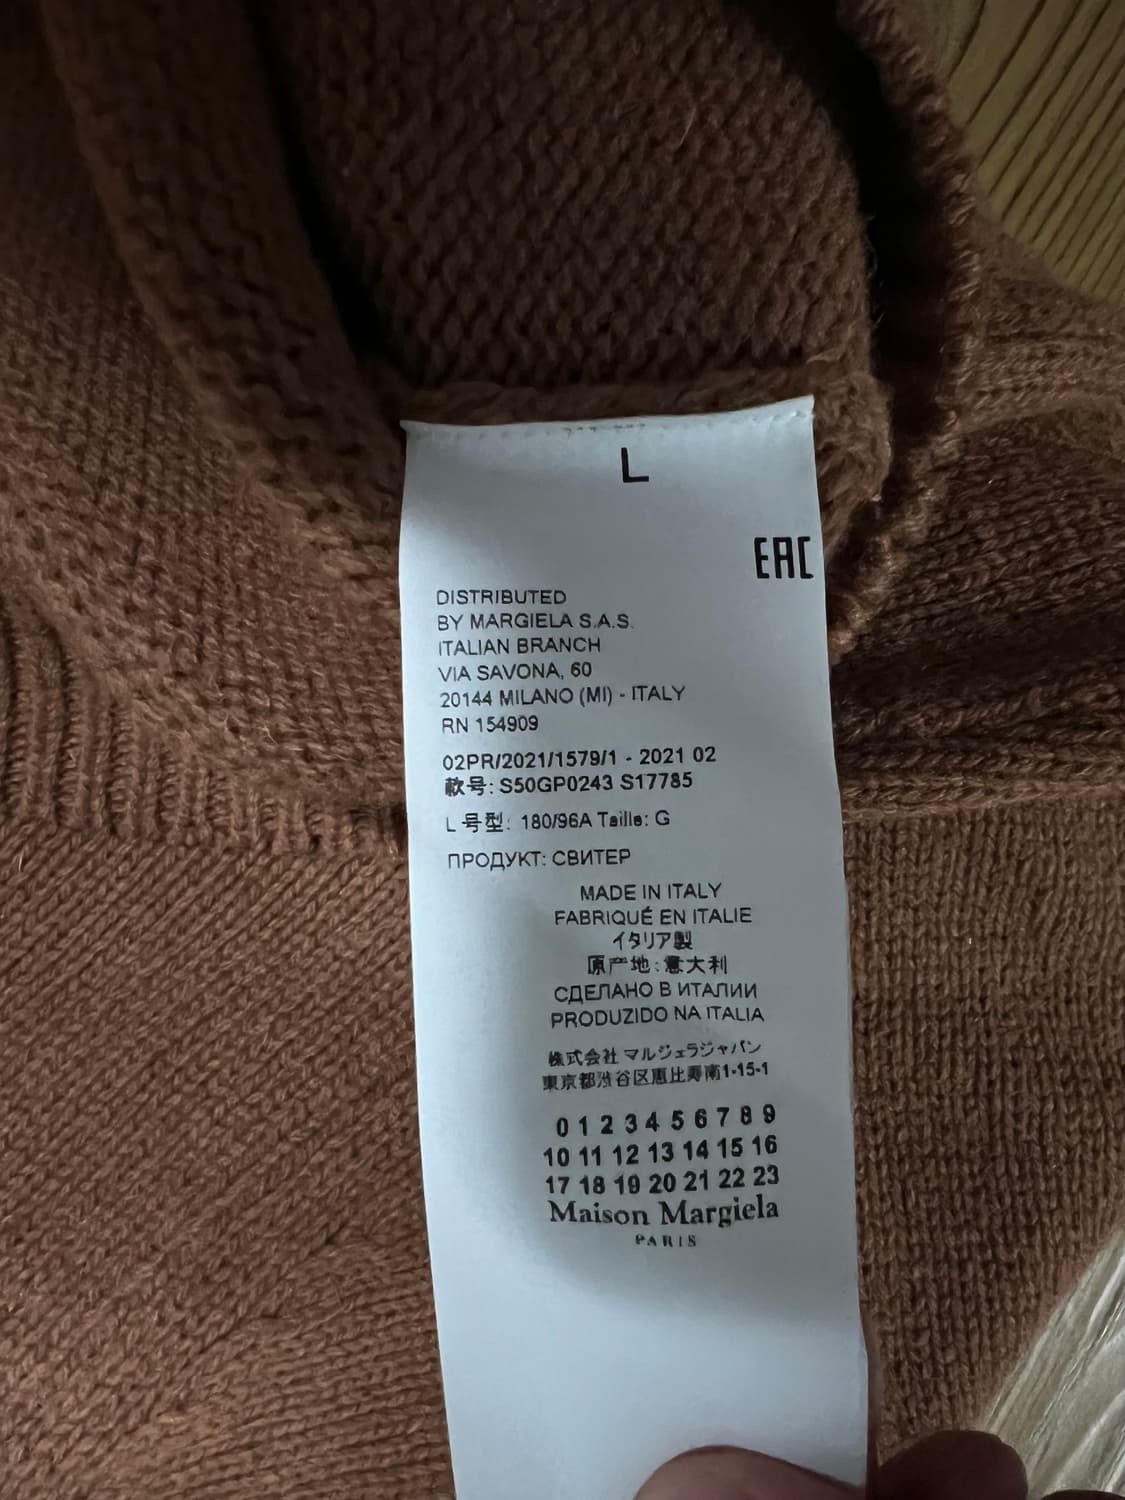 L
EAC
DISTRIBUTED
BY MARGIELA S.A.S.
ITALIAN BRANCH
VIA SAVONA, 60
20144 MILANO (MI) - ITALY
RN 154909
02PR/2021/1579/1 - 2021 02
款号: S50GP0243 S17785
L 号型: 180/96A Taille: G
ПРОДУКТ: СВИТЕР
MADE IN ITALY
FABRIQUÉ EN ITALIE
イタリア製
原产地: 意大利
СДЕЛАНО В ИТАЛИИ
PRODUZIDO NA ITALIA
株式会社 マルジェラジャパン
東京都渋谷区恵比寿南1-15-1
0 1 2 3 4 5 6 7 8 9
10 11 12 13 14 15 16
17 18 19 20 21 22 23
Maison Margiela
PARIS